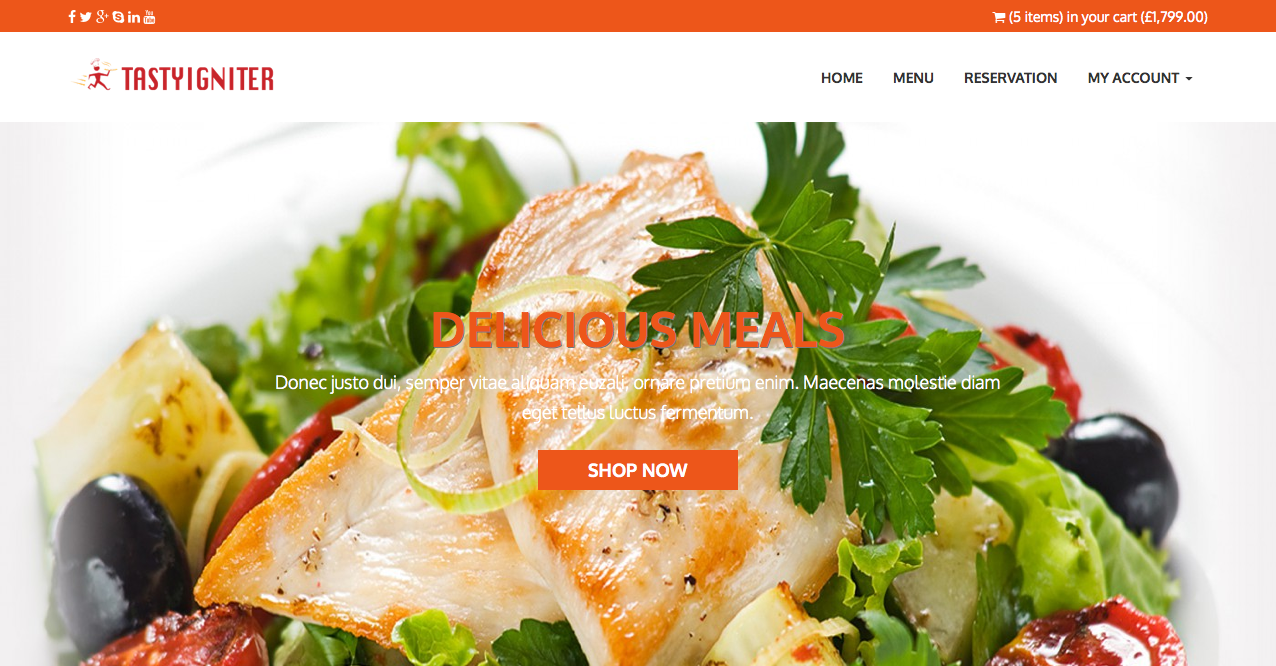 (5 items) in your cart (£1,799.00)
TASTYIGNITER
HOME MENU RESERVATION MY ACCOUNT
DELICIOUS MEALS
Donec justo dui, semper vitae aliquam euzali, ornare pretium enim. Maecenas molestie diam
eget tellus luctus fermentum.
SHOP NOW